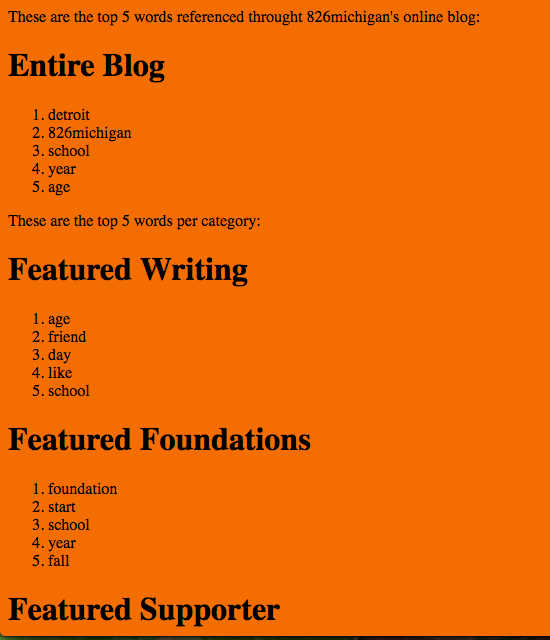 These are the top 5 words referenced throught 826michigan's online blog:
Entire Blog
1. detroit
2. 826michigan
3. school
4. year
5. age
These are the top 5 words per category:
Featured Writing
1. age
2. friend
3. day
4. like
5. school
Featured Foundations
1. foundation
2. start
3. school
4. year
5. fall
Featured Supporter